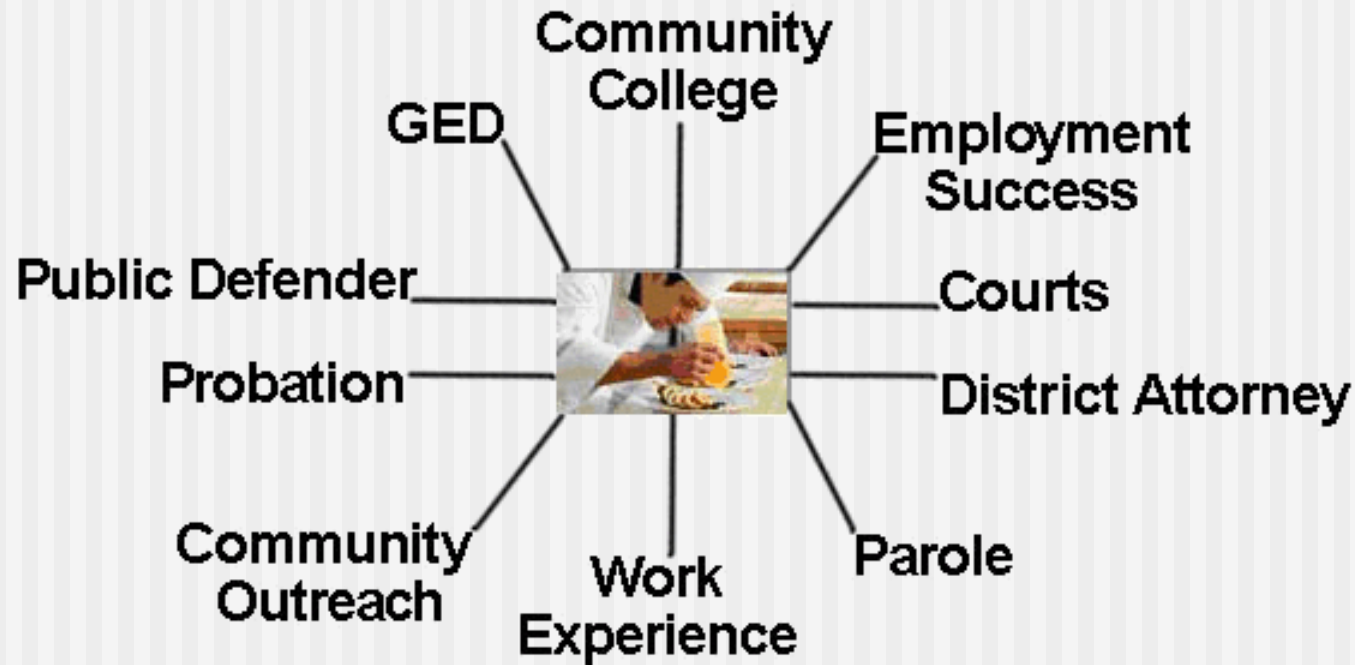 Community
College
GED
Employment
Success
Public Defender
Courts
Probation
District Attorney
Community
Outreach
Work
Experience
Parole